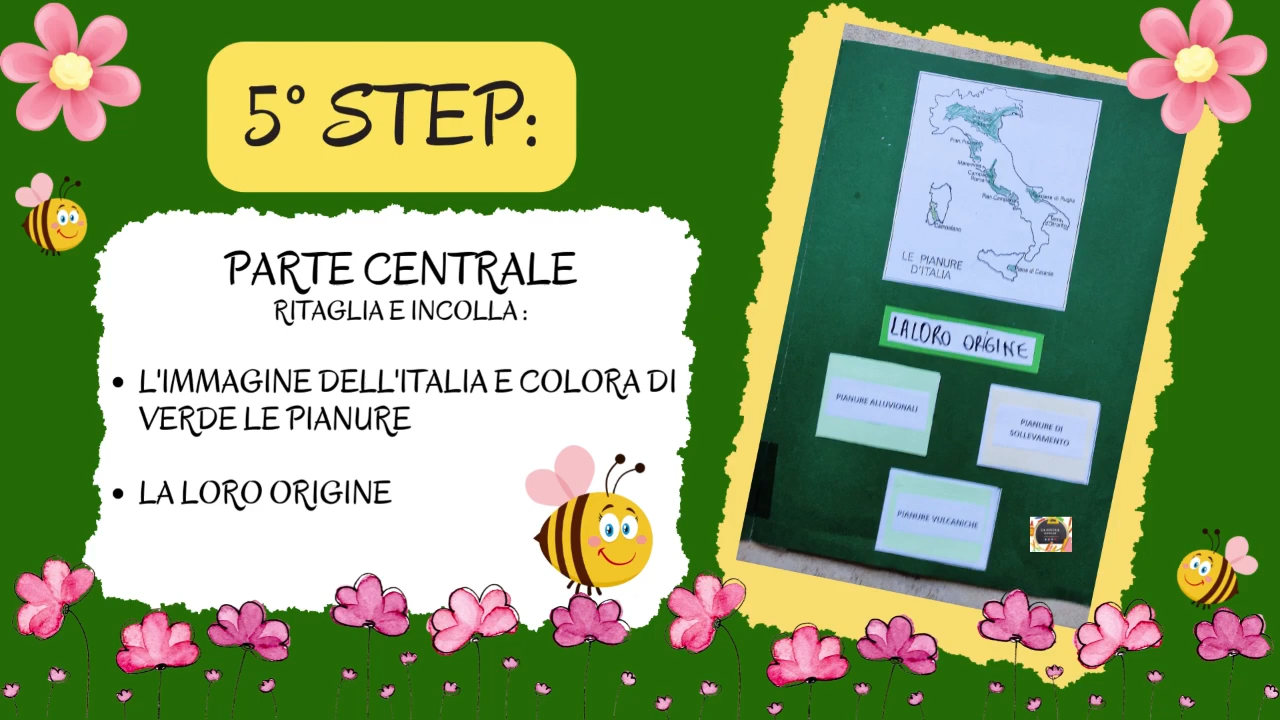 5° STEP:
PARTE CENTRALE
RITAGLIA E INCOLLA :
• L'IMMAGINE DELL'ITALIA E COLORA DI
VERDE LE PIANURE
• LA LORO ORIGINE
LE PIANURE
D'ITALIA
LA LORO ORIGINE
PIANURE ALLUVIONALI
PIANURE DI
SOLLEVAMENTO
PIANURE VULCANICHE